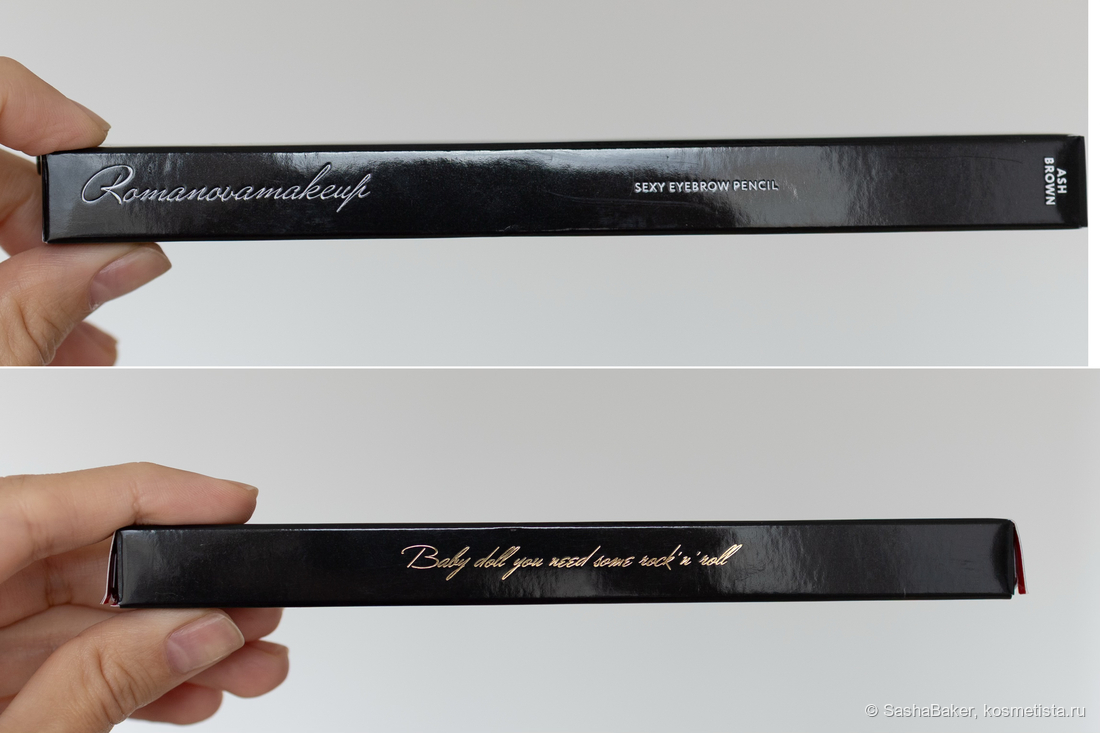 Romanovamakeup
SEXY EYEBROW PENCIL
ASH
BROWN
Baby doll you need some rock'n'roll
© SashaBaker, kosmetista.ru